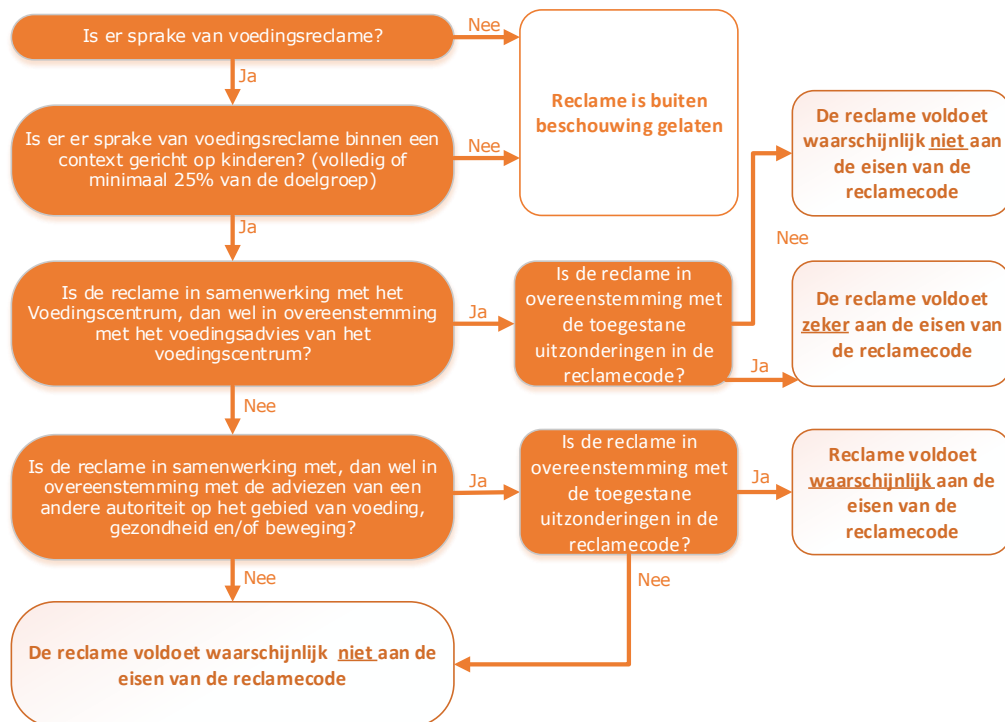 Is er sprake van voedingsreclame?
Nee
Ja
Reclame is buiten
beschouwing gelaten
Is er er sprake van voedingsreclame binnen een
context gericht op kinderen? (volledig of
minimaal 25% van de doelgroep)
Nee
Ja
De reclame voldoet
waarschijnlijk niet aan
de eisen van de
reclamecode
Nee
Is de reclame in samenwerking met het
Voedingscentrum, dan wel in overeenstemming
met het voedingsadvies van het
voedingscentrum?
Ja
Is de reclame in
overeenstemming met
de toegestane
uitzonderingen in de
reclamecode?
De reclame voldoet
zeker aan de eisen van
de reclamecode
Ja
Nee
Is de reclame in samenwerking met, dan wel in
overeenstemming met de adviezen van een
andere autoriteit op het gebied van voeding,
gezondheid en/of beweging?
Ja
Is de reclame in
overeenstemming met
de toegestane
uitzonderingen in de
reclamecode?
Ja
Reclame voldoet
waarschijnlijk aan de
eisen van de
reclamecode
Nee
Nee
De reclame voldoet waarschijnlijk niet aan de
eisen van de reclamecode